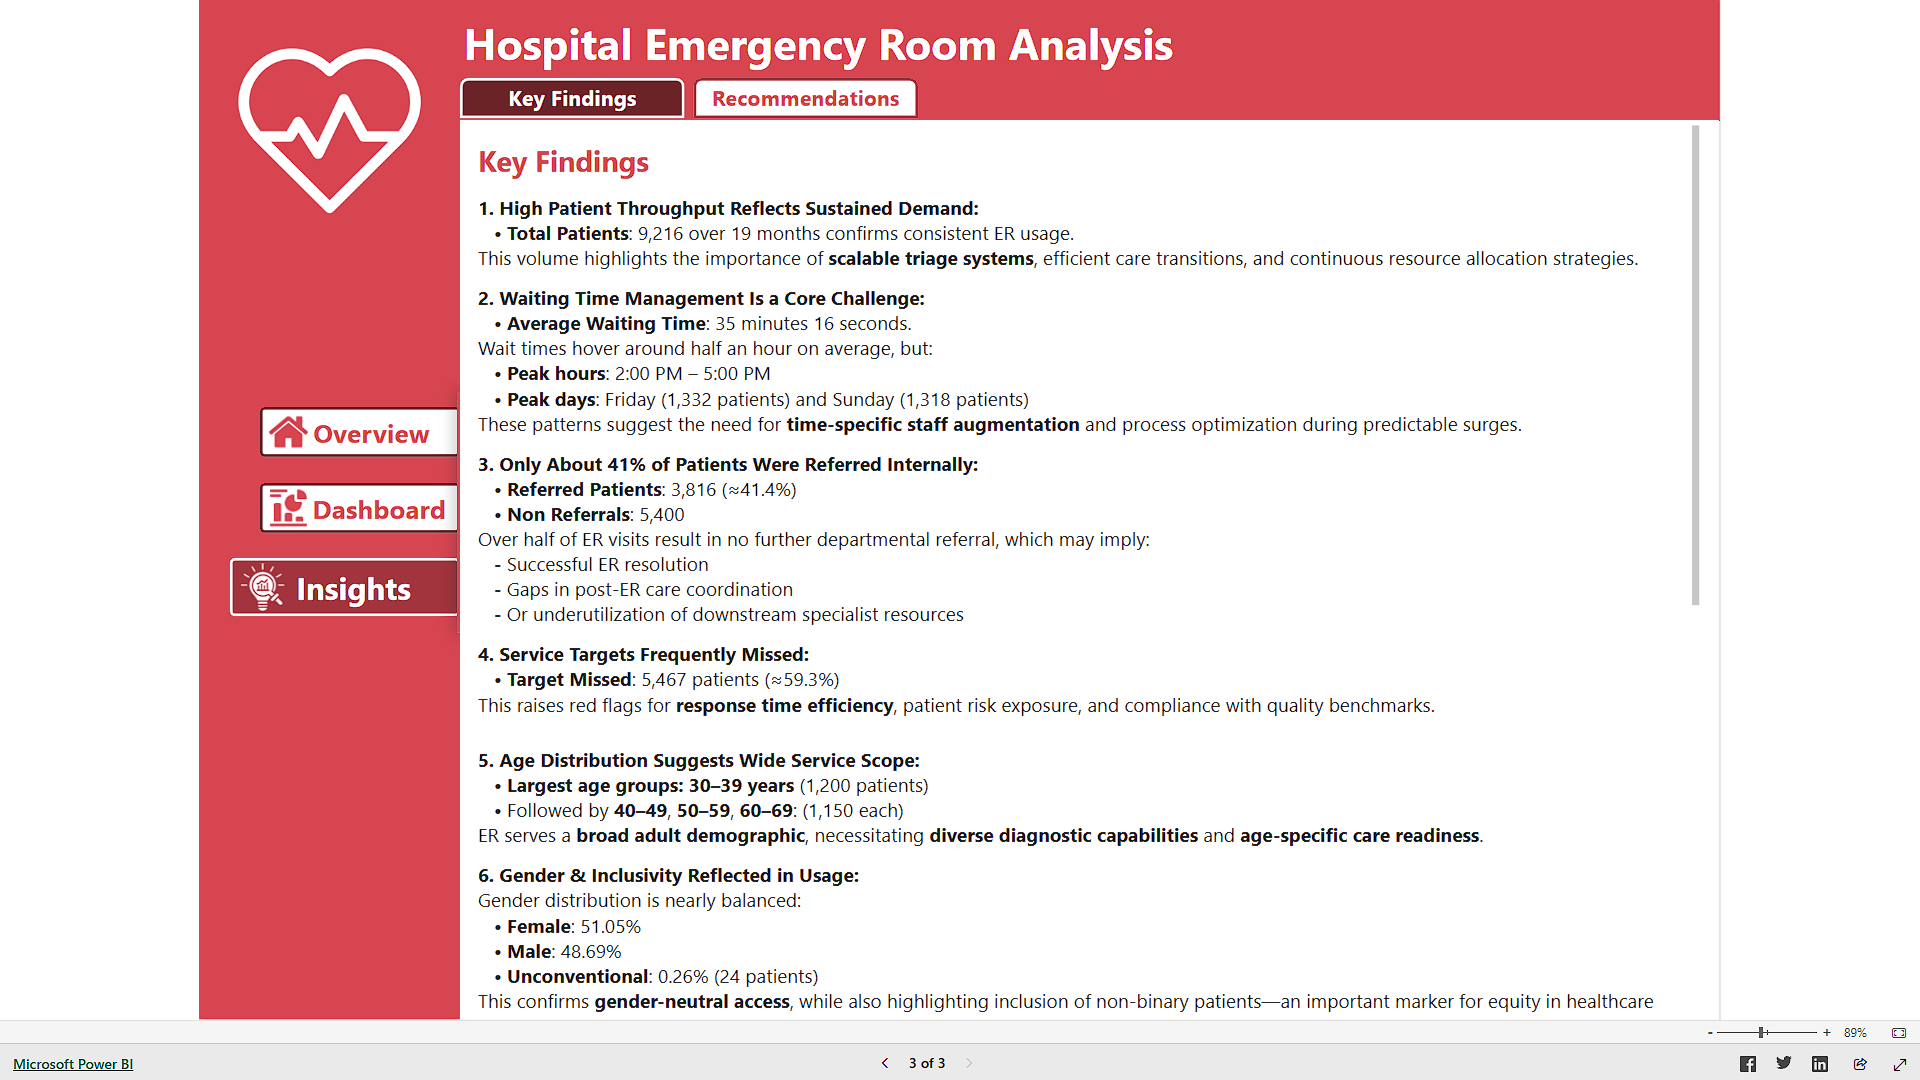 Hospital Emergency Room Analysis
Key Findings
Recommendations
Key Findings
1. High Patient Throughput Reflects Sustained Demand:
• Total Patients: 9,216 over 19 months confirms consistent ER usage.
This volume highlights the importance of scalable triage systems, efficient care transitions, and continuous resource allocation strategies.
2. Waiting Time Management Is a Core Challenge:
• Average Waiting Time: 35 minutes 16 seconds.
Wait times hover around half an hour on average, but:
• Peak hours: 2:00 PM – 5:00 PM
• Peak days: Friday (1,332 patients) and Sunday (1,318 patients)
These patterns suggest the need for time-specific staff augmentation and process optimization during predictable surges.
3. Only About 41% of Patients Were Referred Internally:
• Referred Patients: 3,816 (≈41.4%)
• Non Referrals: 5,400
Over half of ER visits result in no further departmental referral, which may imply:
- Successful ER resolution
- Gaps in post-ER care coordination
- Or underutilization of downstream specialist resources
4. Service Targets Frequently Missed:
• Target Missed: 5,467 patients (≈59.3%)
This raises red flags for response time efficiency, patient risk exposure, and compliance with quality benchmarks.
5. Age Distribution Suggests Wide Service Scope:
• Largest age groups: 30–39 years (1,200 patients)
• Followed by 40–49, 50–59, 60–69: (1,150 each)
ER serves a broad adult demographic, necessitating diverse diagnostic capabilities and age-specific care readiness.
6. Gender & Inclusivity Reflected in Usage:
Gender distribution is nearly balanced:
• Female: 51.05%
• Male: 48.69%
• Unconventional: 0.26% (24 patients)
This confirms gender-neutral access, while also highlighting inclusion of non-binary patients—an important marker for equity in healthcare
Overview
Dashboard
Insights
- + 89%
Microsoft Power BI
< 3 of 3 >